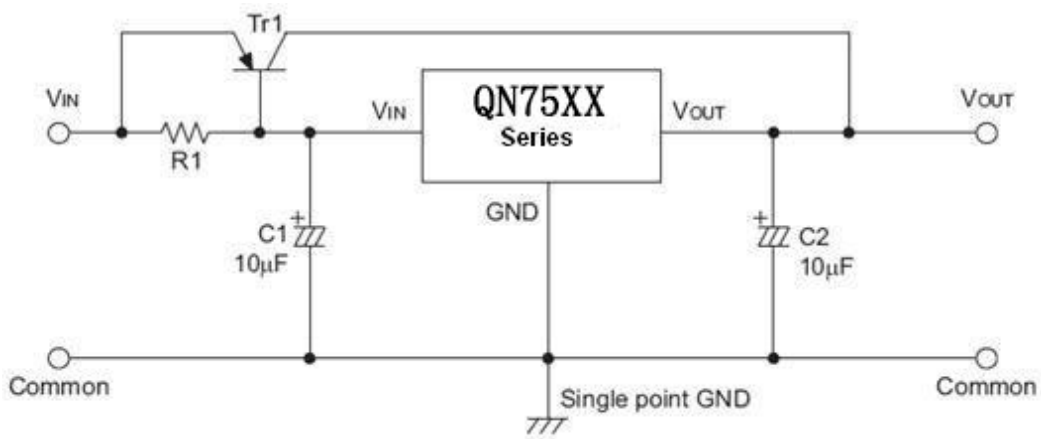 Tr1
VIN
R1
VIN
QN75XX
Series
VOUT
VOUT
GND
C1
10μF
C2
10μF
Common
Single point GND
Common
+
+